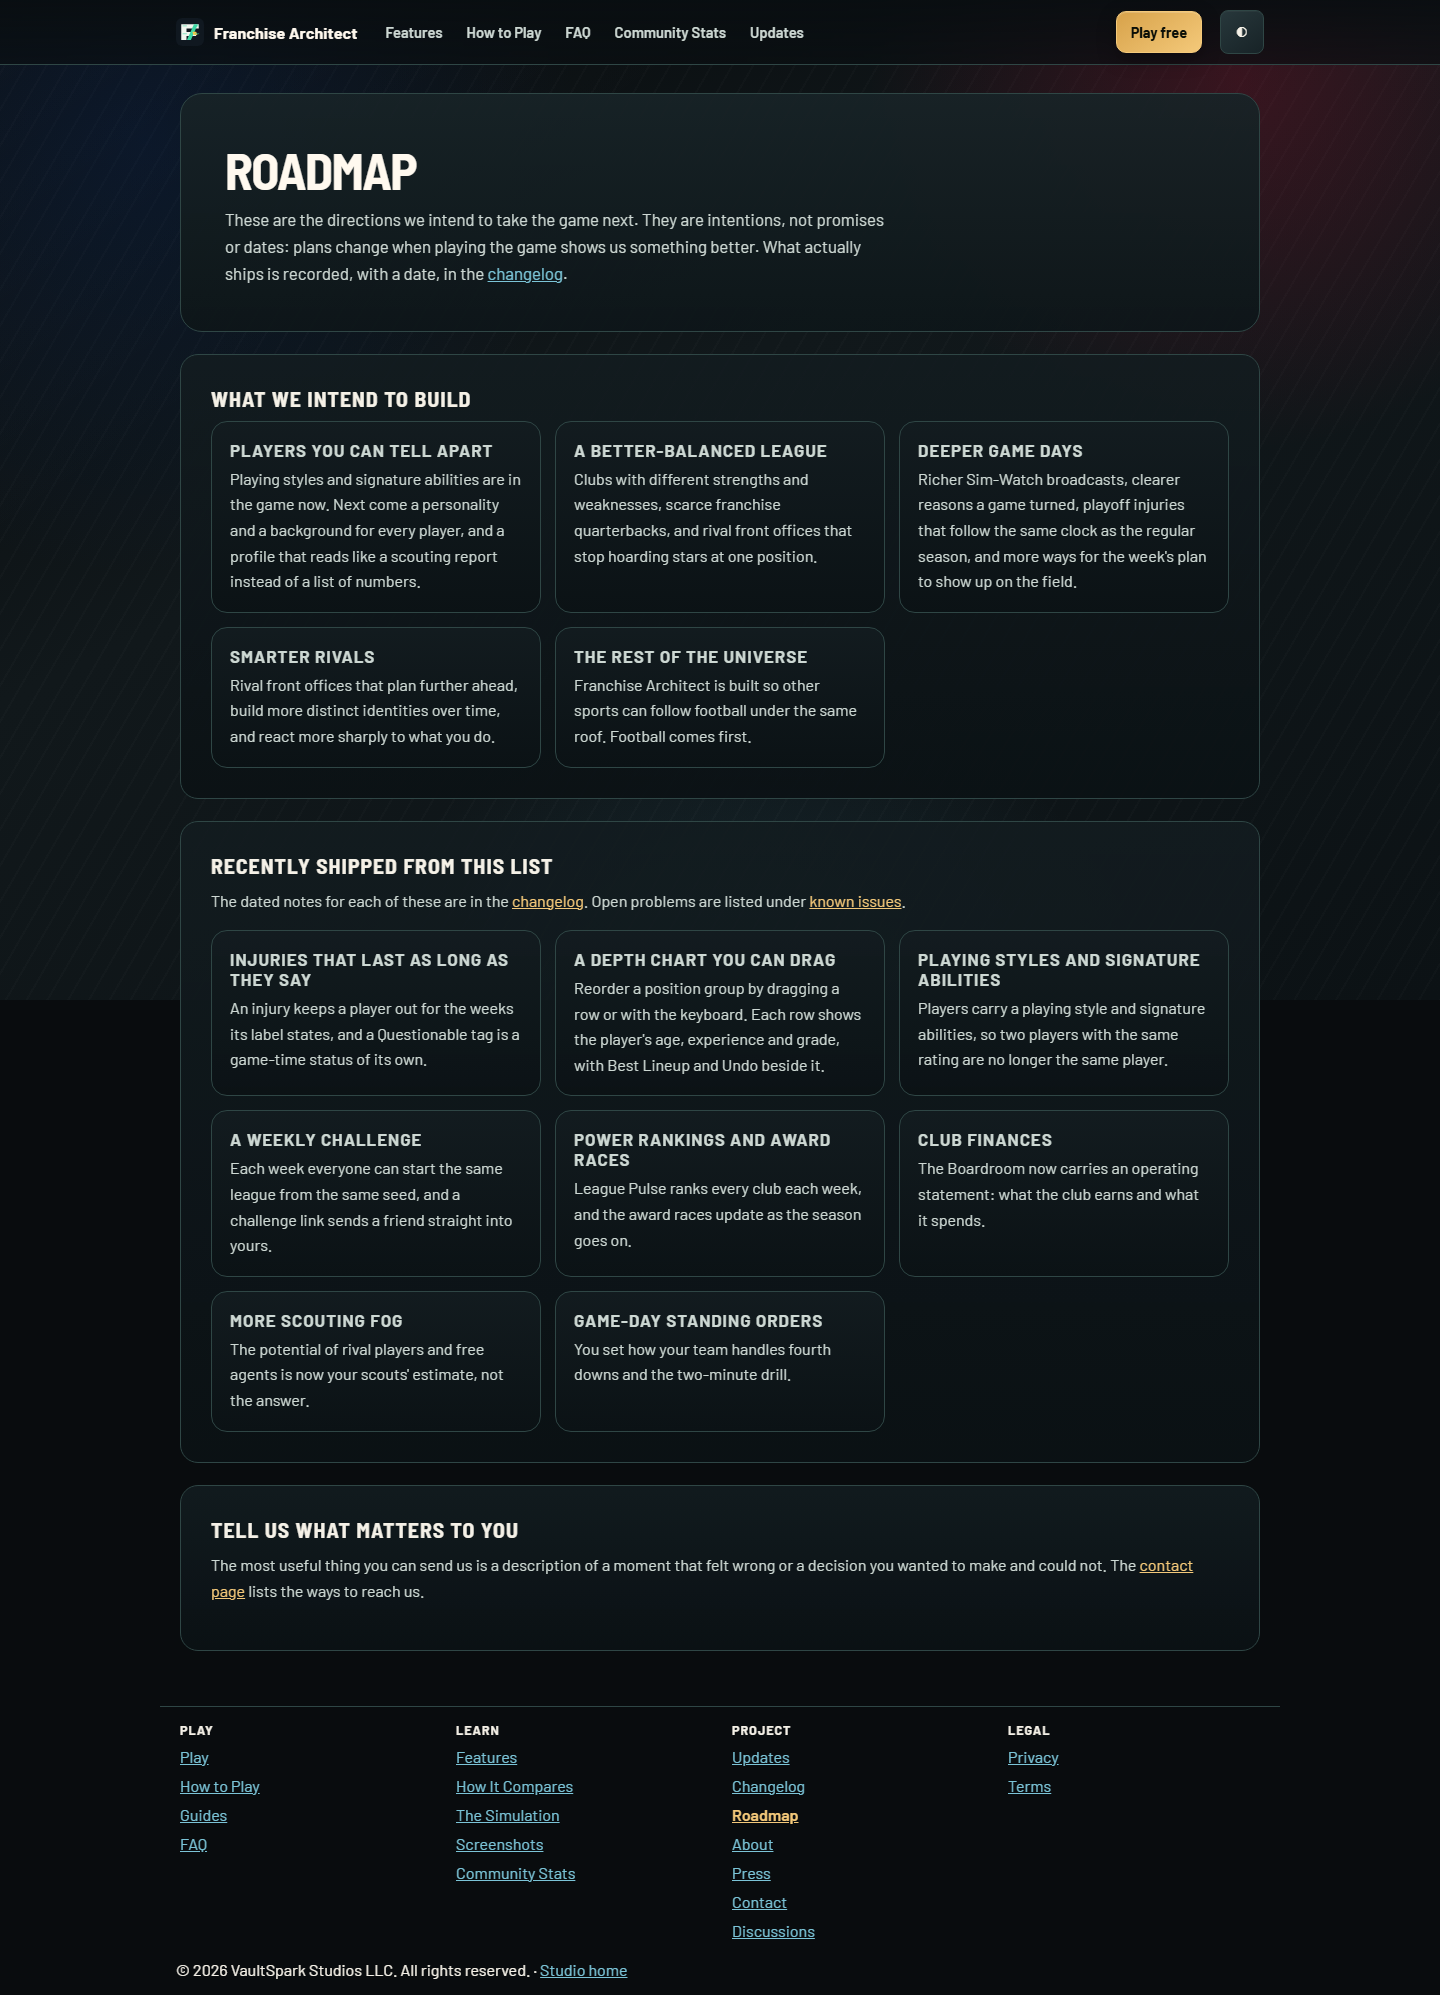 Franchise Architect
Features
How to Play
FAQ
Community Stats
Updates
Play free
ROADMAP
These are the directions we intend to take the game next. They are intentions, not promises
or dates: plans change when playing the game shows us something better. What actually
ships is recorded, with a date, in the changelog.
WHAT WE INTEND TO BUILD
PLAYERS YOU CAN TELL APART
Playing styles and signature abilities are in
the game now. Next come a personality
and a background for every player, and a
profile that reads like a scouting report
instead of a list of numbers.
A BETTER-BALANCED LEAGUE
Clubs with different strengths and
weaknesses, scarce franchise
quarterbacks, and rival front offices that
stop hoarding stars at one position.
DEEPER GAME DAYS
Richer Sim-Watch broadcasts, clearer
reasons a game turned, playoff injuries
that follow the same clock as the regular
season, and more ways for the week's plan
to show up on the field.
SMARTER RIVALS
Rival front offices that plan further ahead,
build more distinct identities over time,
and react more sharply to what you do.
THE REST OF THE UNIVERSE
Franchise Architect is built so other
sports can follow football under the same
roof. Football comes first.
RECENTLY SHIPPED FROM THIS LIST
The dated notes for each of these are in the changelog. Open problems are listed under known issues.
INJURIES THAT LAST AS LONG AS
THEY SAY
An injury keeps a player out for the weeks
its label states, and a Questionable tag is a
game-time status of its own.
A DEPTH CHART YOU CAN DRAG
Reorder a position group by dragging a
row or with the keyboard. Each row shows
the player's age, experience and grade,
with Best Lineup and Undo beside it.
PLAYING STYLES AND SIGNATURE
ABILITIES
Players carry a playing style and signature
abilities, so two players with the same
rating are no longer the same player.
A WEEKLY CHALLENGE
Each week everyone can start the same
league from the same seed, and a
challenge link sends a friend straight into
yours.
POWER RANKINGS AND AWARD
RACES
League Pulse ranks every club each week,
and the award races update as the season
goes on.
CLUB FINANCES
The Boardroom now carries an operating
statement: what the club earns and what
it spends.
MORE SCOUTING FOG
The potential of rival players and free
agents is now your scouts' estimate, not
the answer.
GAME-DAY STANDING ORDERS
You set how your team handles fourth
downs and the two-minute drill.
TELL US WHAT MATTERS TO YOU
The most useful thing you can send us is a description of a moment that felt wrong or a decision you wanted to make and could not. The contact
page lists the ways to reach us.
PLAY
Play
How to Play
Guides
FAQ
LEARN
Features
How It Compares
The Simulation
Screenshots
Community Stats
PROJECT
Updates
Changelog
Roadmap
About
Press
Contact
Discussions
LEGAL
Privacy
Terms
© 2026 VaultSpark Studios LLC. All rights reserved. · Studio home